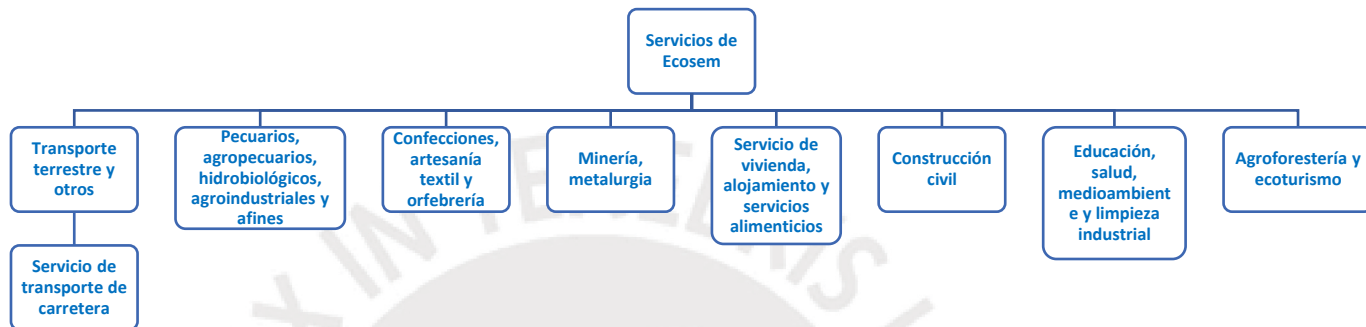 Servicios de
Ecosem
Transporte
terrestre y
otros
Pecuarios,
agropecuarios,
hidrobiológicos,
agroindustriales y
afines
Confecciones,
artesanía
textil y
orfebrería
Minería,
metalurgia
Servicio de
vivienda,
alojamiento y
servicios
alimenticios
Construcción
civil
Educación,
salud,
medioambient
e y limpieza
industrial
Agroforestería y
ecoturismo
Servicio de
transporte de
carretera